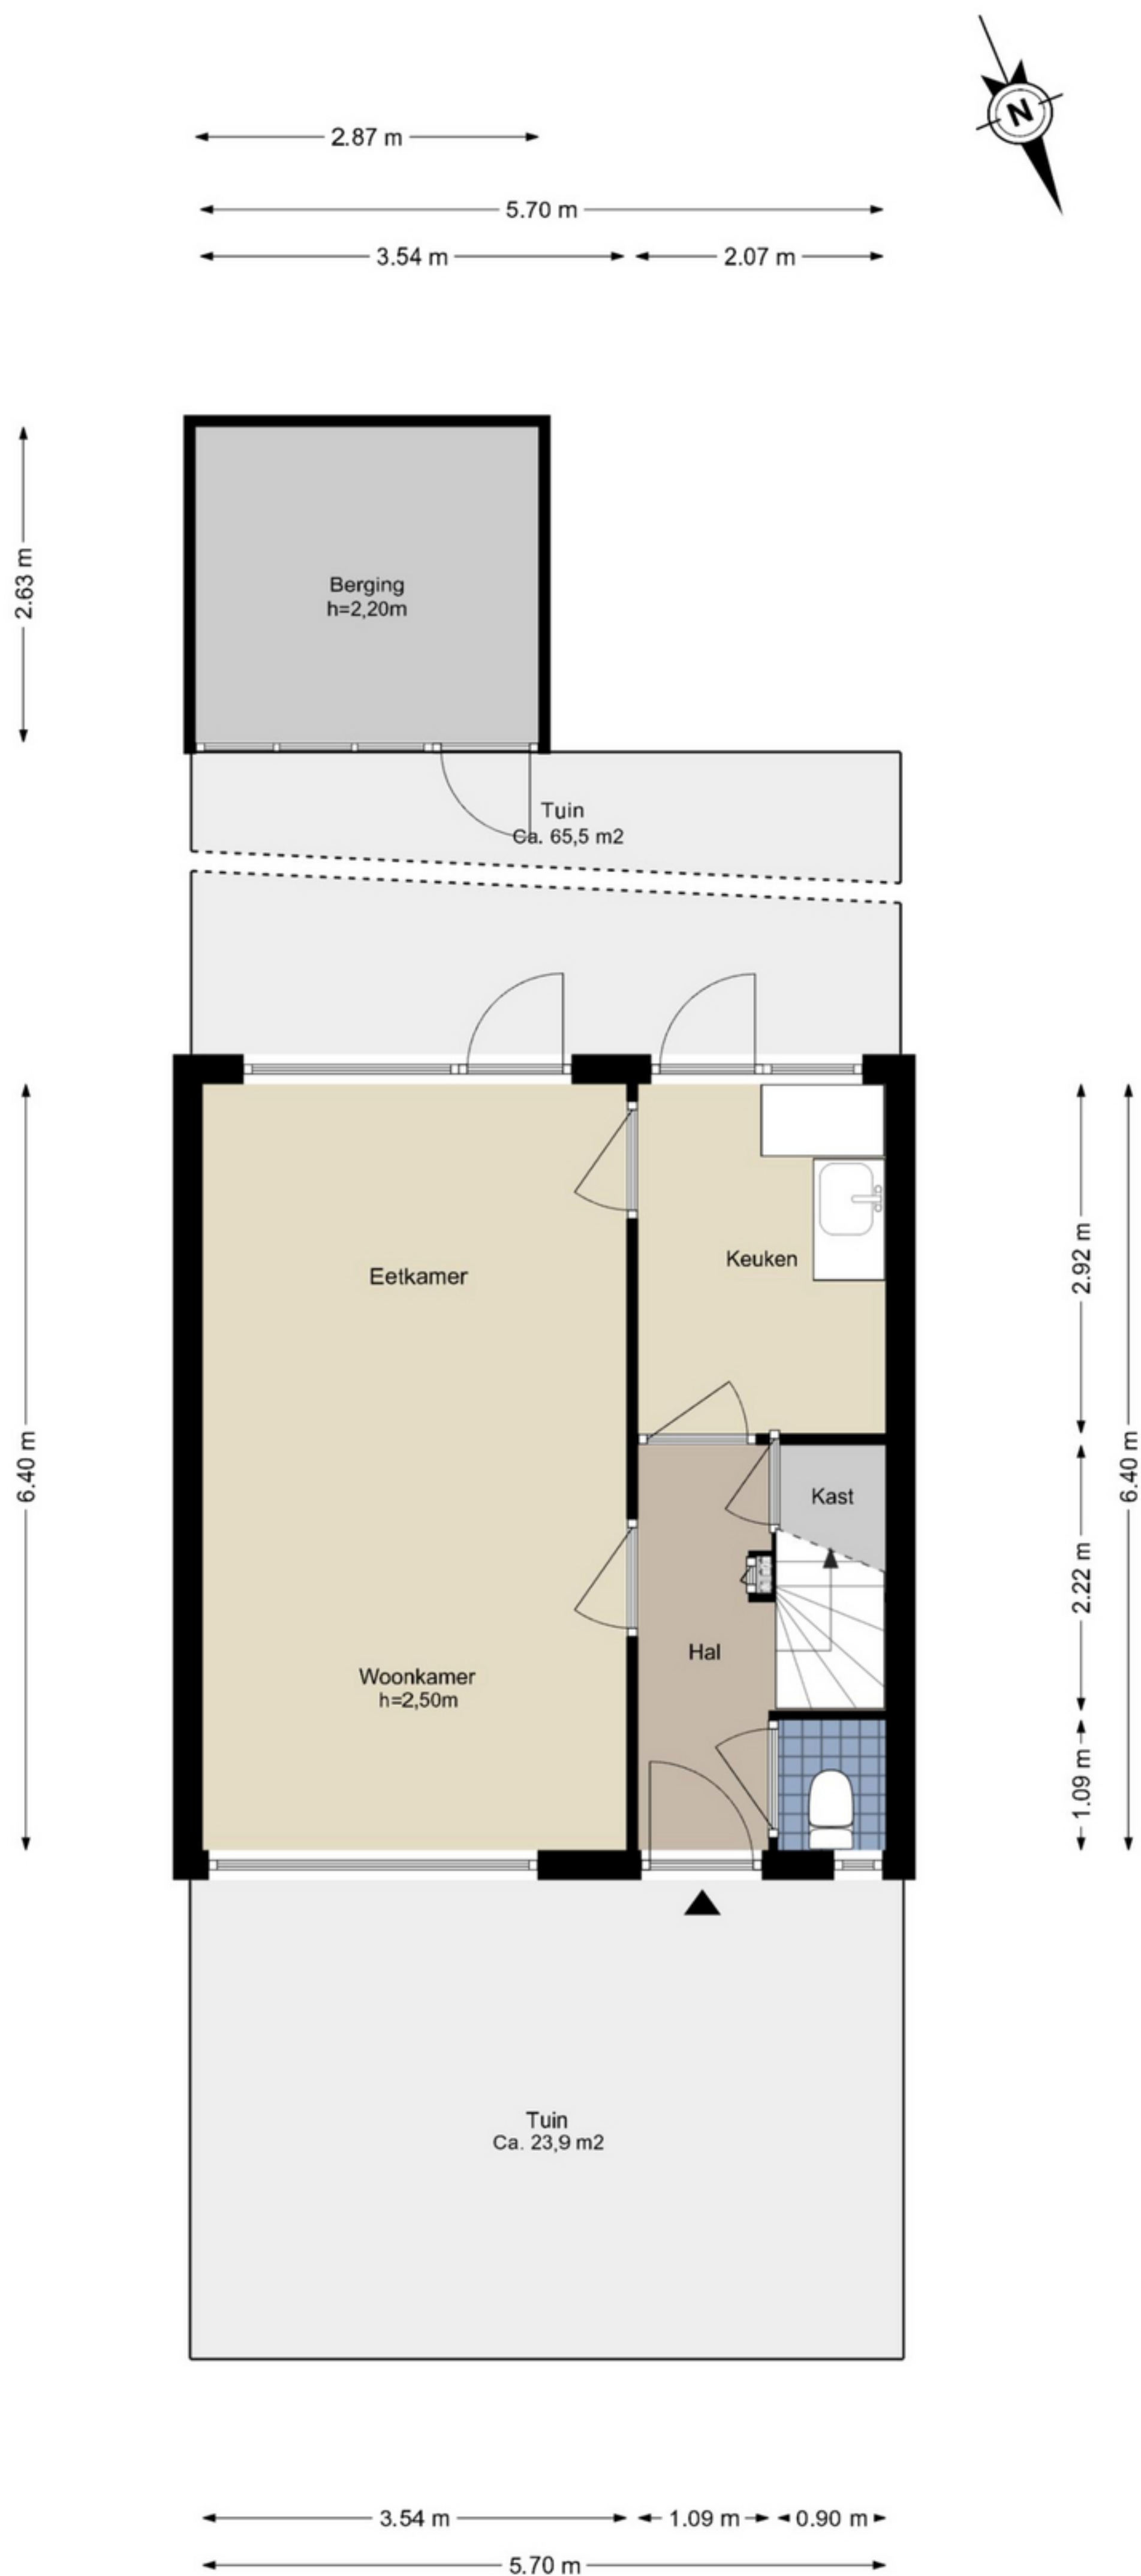 N
2.87 m
5.70 m
3.54 m
2.07 m
2.63 m
Berging
h=2,20m
Tuin
Ca. 65,5 m2
Eetkamer
Keuken
2.92 m
6.40 m
6.40 m
Kast
2.22 m
Hal
Woonkamer
h=2,50m
1.09 m
Tuin
Ca. 23,9 m2
3.54 m
1.09 m
0.90 m
5.70 m